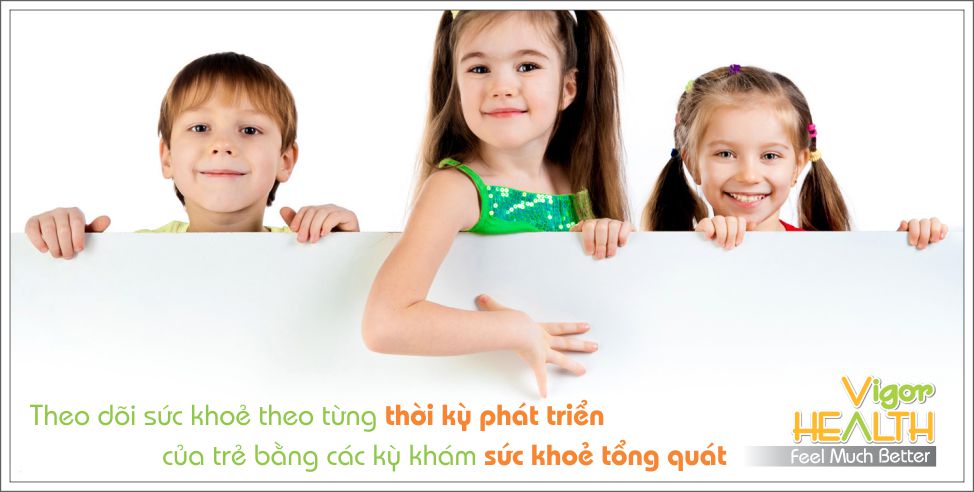 Theo dõi sức khoẻ theo từng thời kỳ phát triển
của trẻ bằng các kỳ khám sức khoẻ tổng quát
Vigor
HEALTH
Feel Much Better